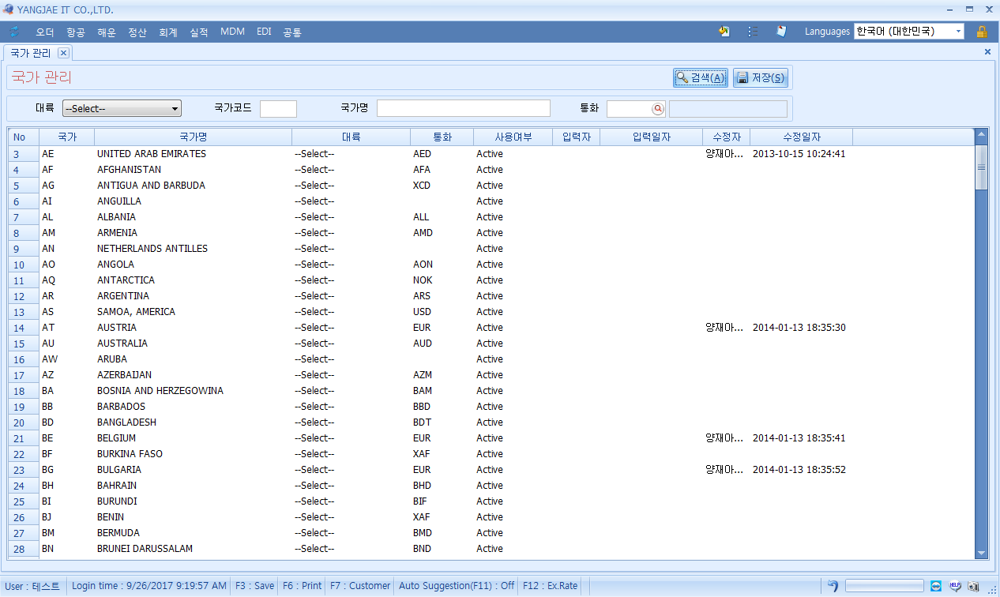 YANGJAE IT CO.,LTD.
오더 항공 해운 정산 회계 실적 MDM EDI 공통 Languages 한국어 (대한민국)
국가 관리
국가 관리 검색(A) 저장(S)
대륙 --Select-- 국가코드 국가명 통화
No 국가 국가명 대륙 통화 사용여부 입력자 입력일자 수정자 수정일자
3 AE UNITED ARAB EMIRATES --Select-- AED Active 양재아... 2013-10-15 10:24:41
4 AF AFGHANISTAN --Select-- AFA Active
5 AG ANTIGUA AND BARBUDA --Select-- XCD Active
6 AI ANGUILLA --Select-- Active
7 AL ALBANIA --Select-- ALL Active
8 AM ARMENIA --Select-- AMD Active
9 AN NETHERLANDS ANTILLES --Select-- Active
10 AO ANGOLA --Select-- AON Active
11 AQ ANTARCTICA --Select-- NOK Active
12 AR ARGENTINA --Select-- ARS Active
13 AS SAMOA, AMERICA --Select-- USD Active
14 AT AUSTRIA --Select-- EUR Active 양재아... 2014-01-13 18:35:30
15 AU AUSTRALIA --Select-- AUD Active
16 AW ARUBA --Select-- Active
17 AZ AZERBAIJAN --Select-- AZM Active
18 BA BOSNIA AND HERZEGOWINA --Select-- BAM Active
19 BB BARBADOS --Select-- BBD Active
20 BD BANGLADESH --Select-- BDT Active
21 BE BELGIUM --Select-- EUR Active 양재아... 2014-01-13 18:35:41
22 BF BURKINA FASO --Select-- XAF Active
23 BG BULGARIA --Select-- EUR Active 양재아... 2014-01-13 18:35:52
24 BH BAHRAIN --Select-- BHD Active
25 BI BURUNDI --Select-- BIF Active
26 BJ BENIN --Select-- XAF Active
27 BM BERMUDA --Select-- BMD Active
28 BN BRUNEI DARUSSALAM --Select-- BND Active
User : 테스트 Login time : 9/26/2017 9:19:57 AM F3 : Save F6 : Print F7 : Customer Auto Suggestion(F11) : Off F12 : Ex.Rate HELP